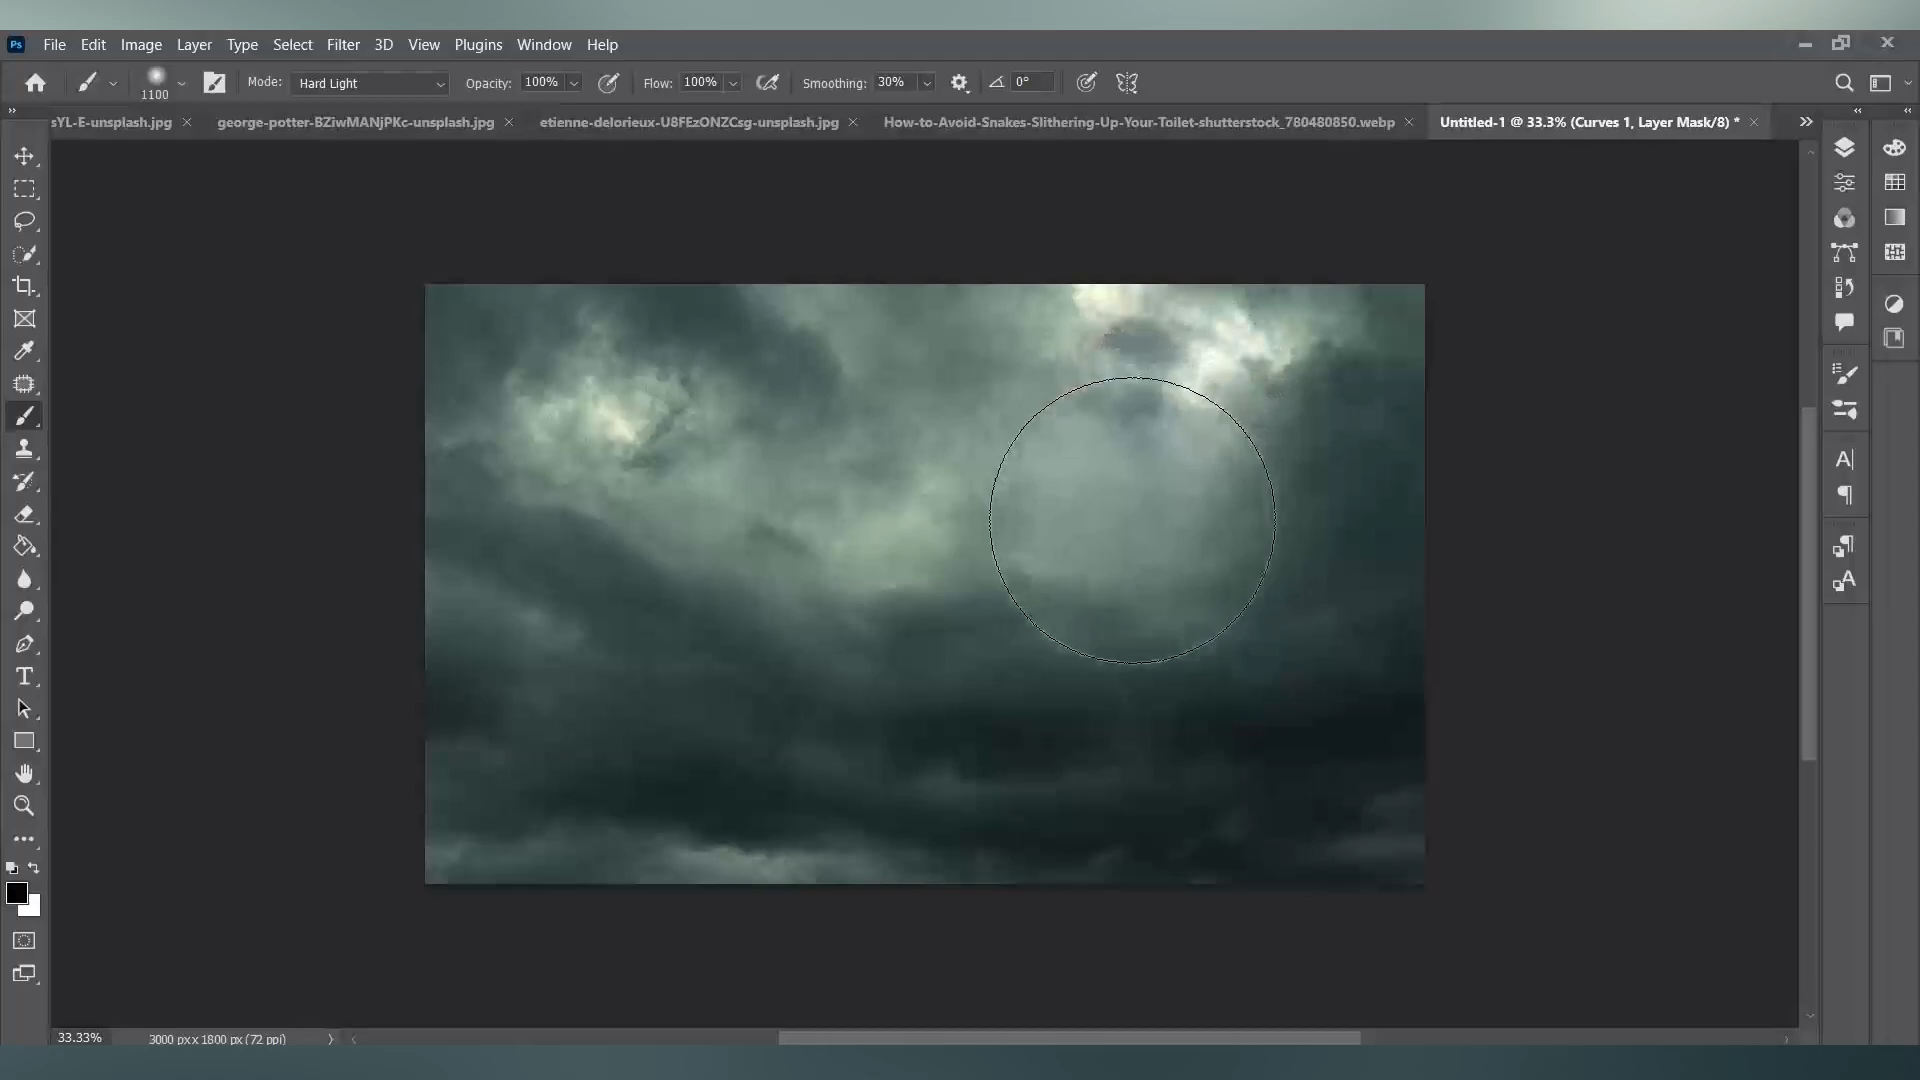 Ps File Edit Image Layer Type Select Filter 3D View Plugins Window Help
1100 Mode: Hard Light Opacity: 100% Flow: 100% Smoothing: 30% 0°
sYL-E-unsplash.jpg george-potter-BZiwMANjPKc-unsplash.jpg etienne-delorieux-U8FEzONZCsg-unsplash.jpg How-to-Avoid-Snakes-Slithering-Up-Your-Toilet-shutterstock_780480850.webp Untitled-1 @ 33.3% (Curves 1, Layer Mask/8) *
33.33% 3000 px x 1800 px (72 ppi)